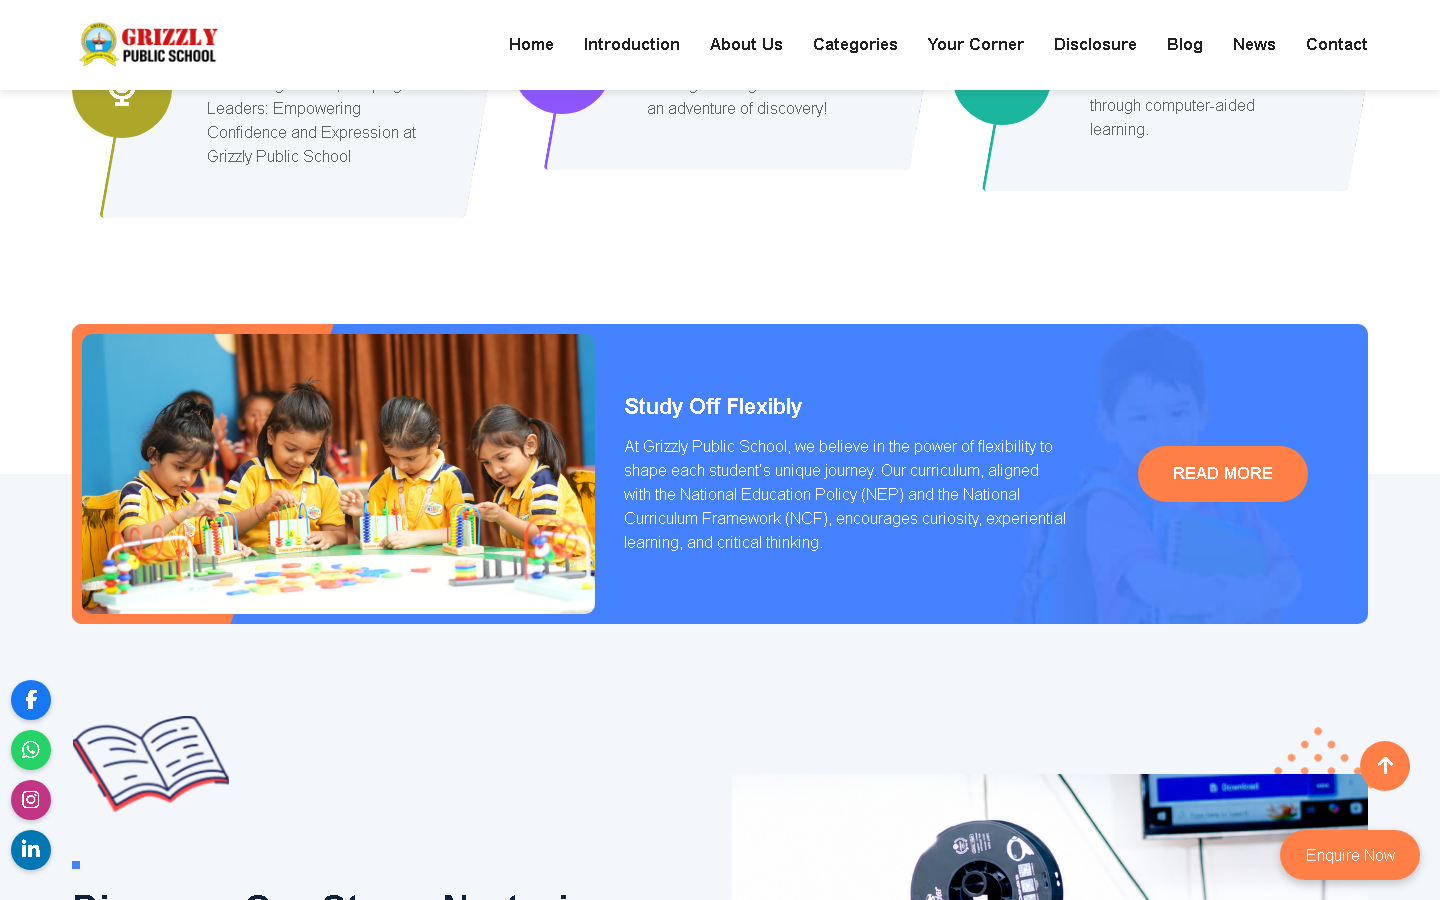 GRIZZLY
PUBLIC SCHOOL
Home Introduction About Us Categories Your Corner Disclosure Blog News Contact
Leaders: Empowering
Confidence and Expression at
Grizzly Public School
an adventure of discovery!
through computer-aided
learning.
Study Off Flexibly
At Grizzly Public School, we believe in the power of flexibility to
shape each student's unique journey. Our curriculum, aligned
with the National Education Policy (NEP) and the National
Curriculum Framework (NCF), encourages curiosity, experiential
learning, and critical thinking.
READ MORE
Download
Enquire Now